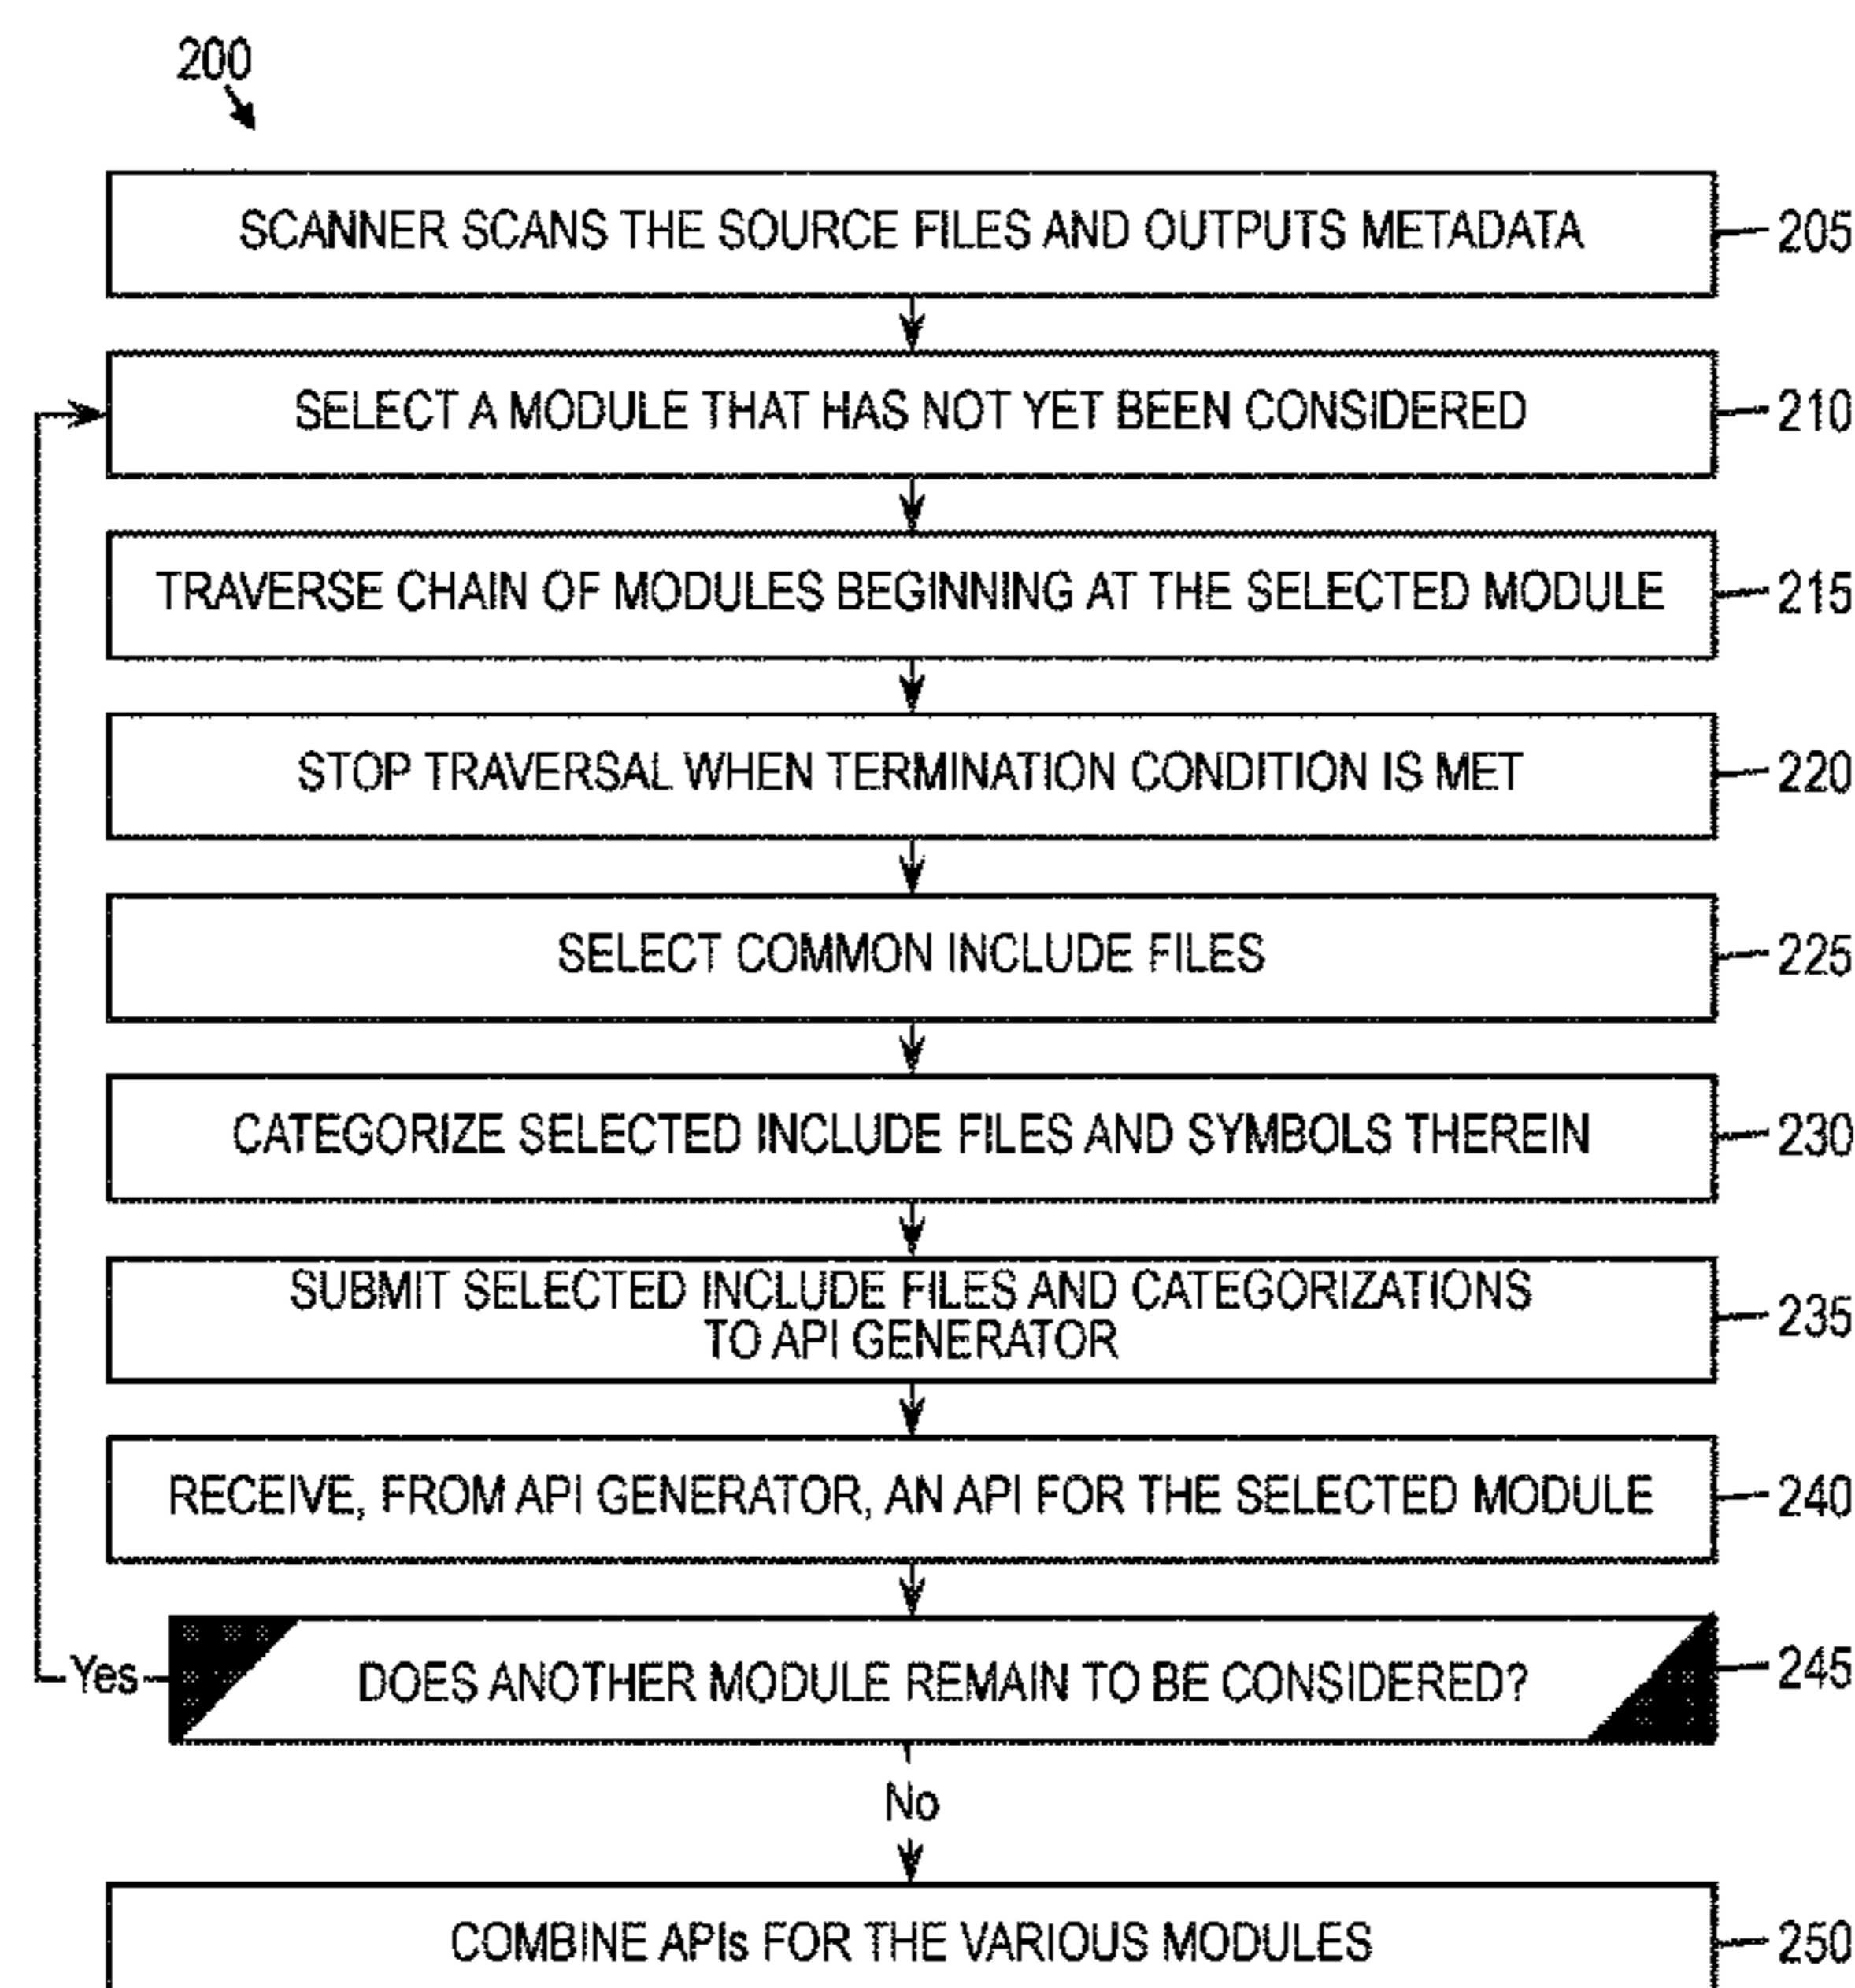 200
SCANNER SCANS THE SOURCE FILES AND OUTPUTS METADATA
205
SELECT A MODULE THAT HAS NOT YET BEEN CONSIDERED
210
TRAVERSE CHAIN OF MODULES BEGINNING AT THE SELECTED MODULE
215
STOP TRAVERSAL WHEN TERMINATION CONDITION IS MET
220
SELECT COMMON INCLUDE FILES
225
CATEGORIZE SELECTED INCLUDE FILES AND SYMBOLS THEREIN
230
SUBMIT SELECTED INCLUDE FILES AND CATEGORIZATIONS
TO API GENERATOR
235
RECEIVE, FROM API GENERATOR, AN API FOR THE SELECTED MODULE
240
Yes
DOES ANOTHER MODULE REMAIN TO BE CONSIDERED?
245
No
COMBINE APIs FOR THE VARIOUS MODULES
250